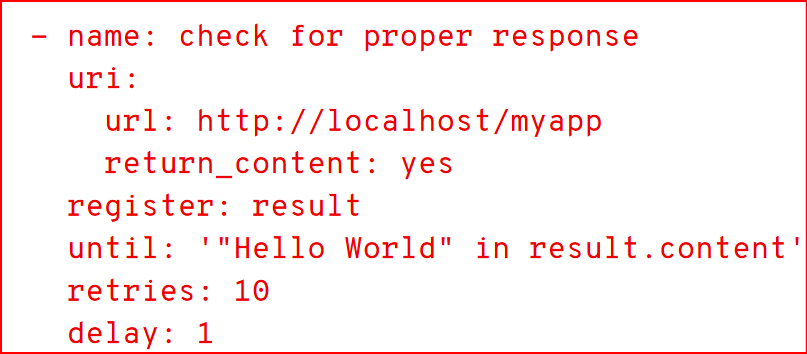 - name: check for proper response
  uri:
    url: http://localhost/myapp
    return_content: yes
  register: result
  until: '"Hello World" in result.content'
  retries: 10
  delay: 1